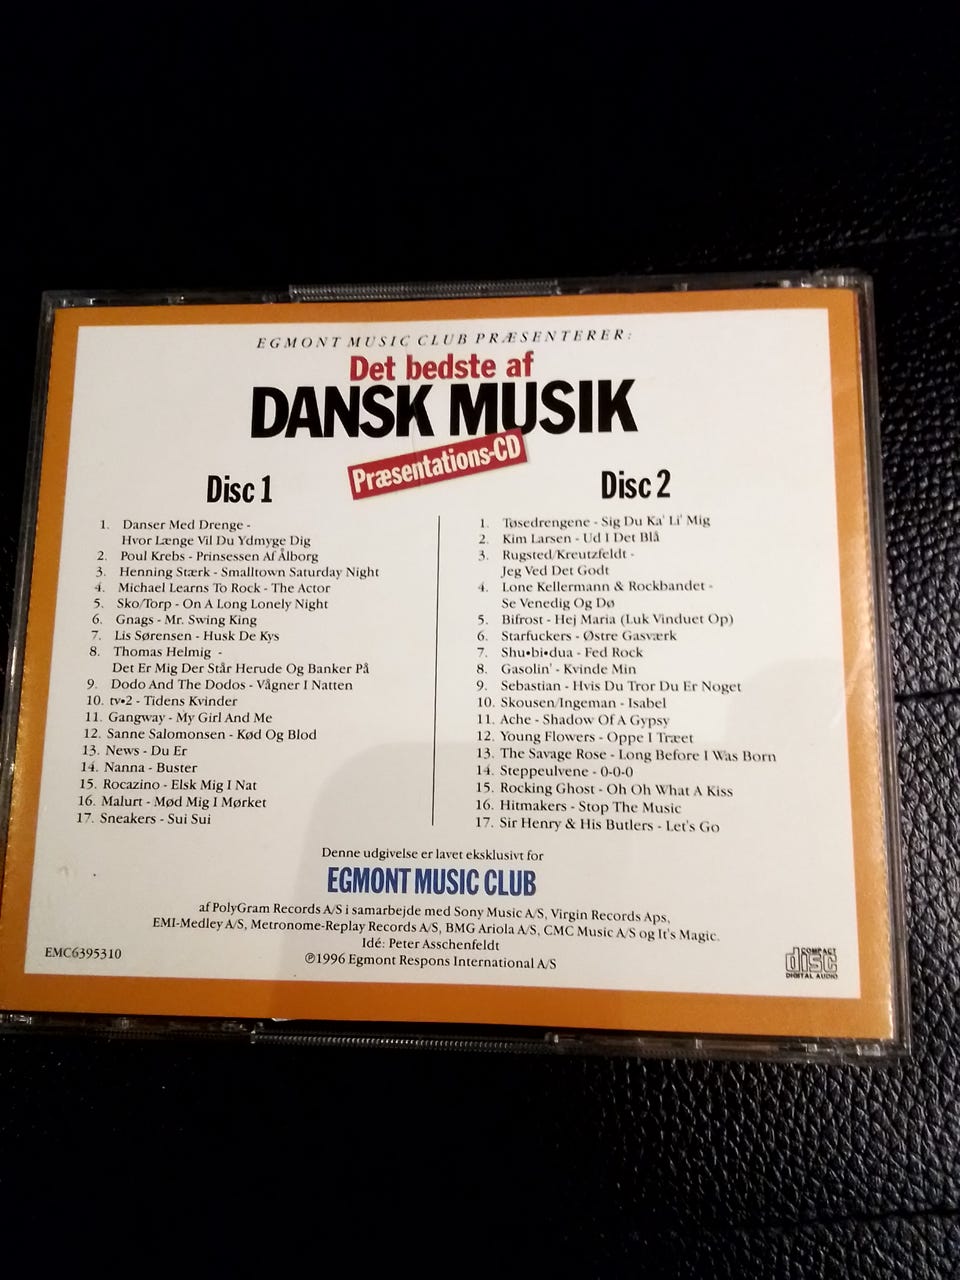 EGMONT MUSIC CLUB PRÆSENTERER:
Det bedste af
DANSK MUSIK
Præsentations-CD
Disc 1
1. Danser Med Drenge -
Hvor Længe Vil Du Ydmyge Dig
2. Poul Krebs - Prinsessen Af Ålborg
3. Henning Stærk - Smalltown Saturday Night
4. Michael Learns To Rock - The Actor
5. Sko/Torp - On A Long Lonely Night
6. Gnags - Mr. Swing King
7. Lis Sørensen - Husk De Kys
8. Thomas Helmig -
Det Er Mig Der Står Herude Og Banker På
9. Dodo And The Dodos - Vågner I Natten
10. tv•2 - Tidens Kvinder
11. Gangway - My Girl And Me
12. Sanne Salomonsen - Kød Og Blod
13. News - Du Er
14. Nanna - Buster
15. Rocazino - Elsk Mig I Nat
16. Malurt - Mød Mig I Mørket
17. Sneakers - Sui Sui
Disc 2
1. Tøsedrengene - Sig Du Ka' Li' Mig
2. Kim Larsen - Ud I Det Blå
3. Rugsted/Kreutzfeldt -
Jeg Ved Det Godt
4. Lone Kellermann & Rockbandet -
Se Venedig Og Dø
5. Bifrost - Hej Maria (Luk Vinduet Op)
6. Starfuckers - Østre Gasværk
7. Shu•bi•dua - Fed Rock
8. Gasolin' - Kvinde Min
9. Sebastian - Hvis Du Tror Du Er Noget
10. Skousen/Ingeman - Isabel
11. Ache - Shadow Of A Gypsy
12. Young Flowers - Oppe I Træet
13. The Savage Rose - Long Before I Was Born
14. Steppeulvene - 0-0-0
15. Rocking Ghost - Oh Oh What A Kiss
16. Hitmakers - Stop The Music
17. Sir Henry & His Butlers - Let's Go
Denne udgivelse er lavet eksklusivt for
EGMONT MUSIC CLUB
af PolyGram Records A/S i samarbejde med Sony Music A/S, Virgin Records Aps,
EMI-Medley A/S, Metronome-Replay Records A/S, BMG Ariola A/S, CMC Music A/S og It's Magic.
Idé: Peter Asschenfeldt
℗1996 Egmont Respons International A/S
EMC6395310
COMPACT
disc
DIGITAL AUDIO